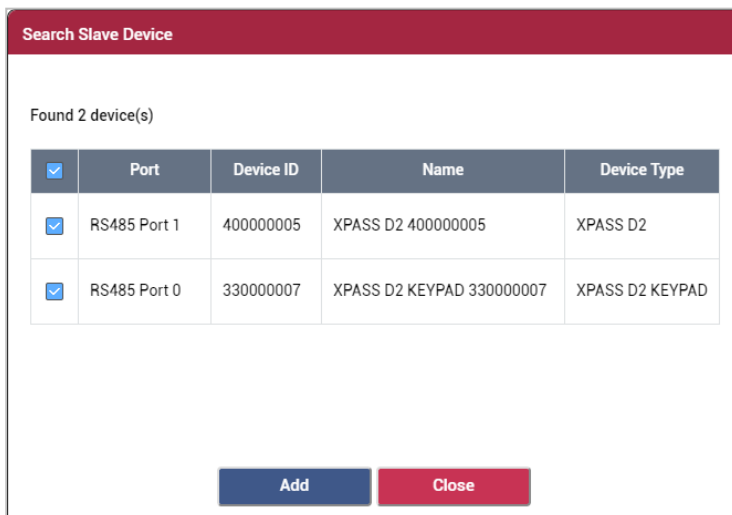 Search Slave Device
Found 2 device(s)
Port Device ID Name Device Type
RS485 Port 1 400000005 XPASS D2 400000005 XPASS D2
RS485 Port 0 330000007 XPASS D2 KEYPAD 330000007 XPASS D2 KEYPAD
Add Close